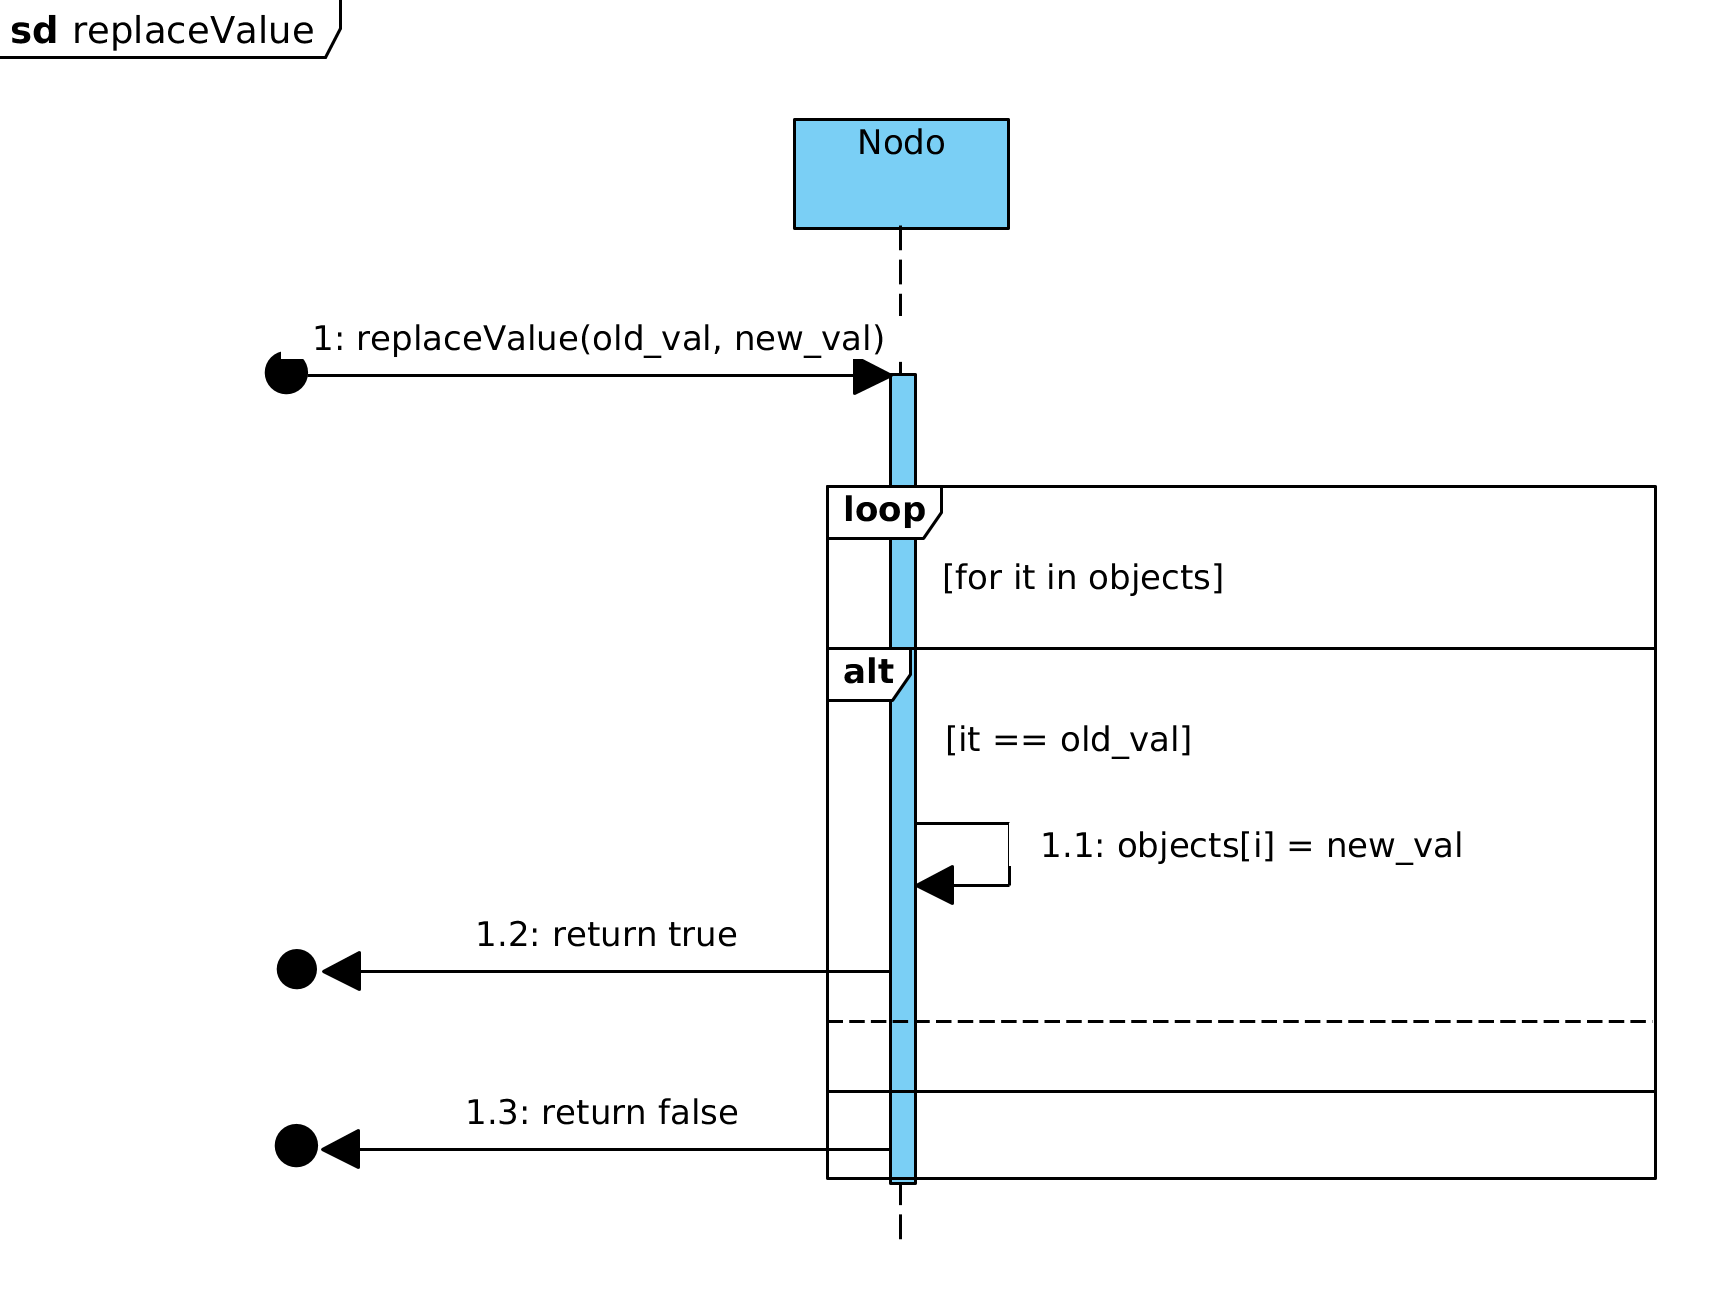 sd replaceValue
Nodo
1: replaceValue(old_val, new_val)
loop
[for it in objects]
alt
[it == old_val]
1.1: objects[i] = new_val
1.2: return true
1.3: return false